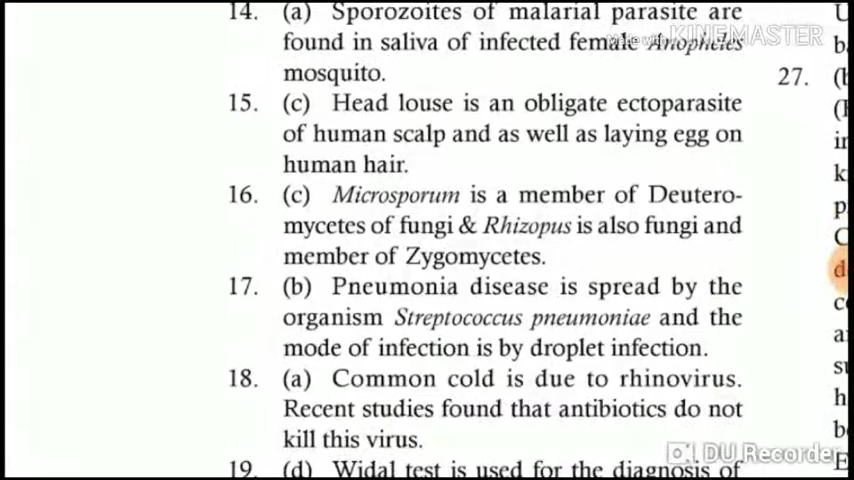 14. (a) Sporozoites of malarial parasite are
found in saliva of infected female Anopheles
mosquito.
15. (c) Head louse is an obligate ectoparasite
of human scalp and as well as laying egg on
human hair.
16. (c) Microsporum is a member of Deutero-
mycetes of fungi & Rhizopus is also fungi and
member of Zygomycetes.
17. (b) Pneumonia disease is spread by the
organism Streptococcus pneumoniae and the
mode of infection is by droplet infection.
18. (a) Common cold is due to rhinovirus.
Recent studies found that antibiotics do not
kill this virus.
19. (d) Widal test is used for the diagnosis of
27.
Made with KINEMASTER
DU Recorder